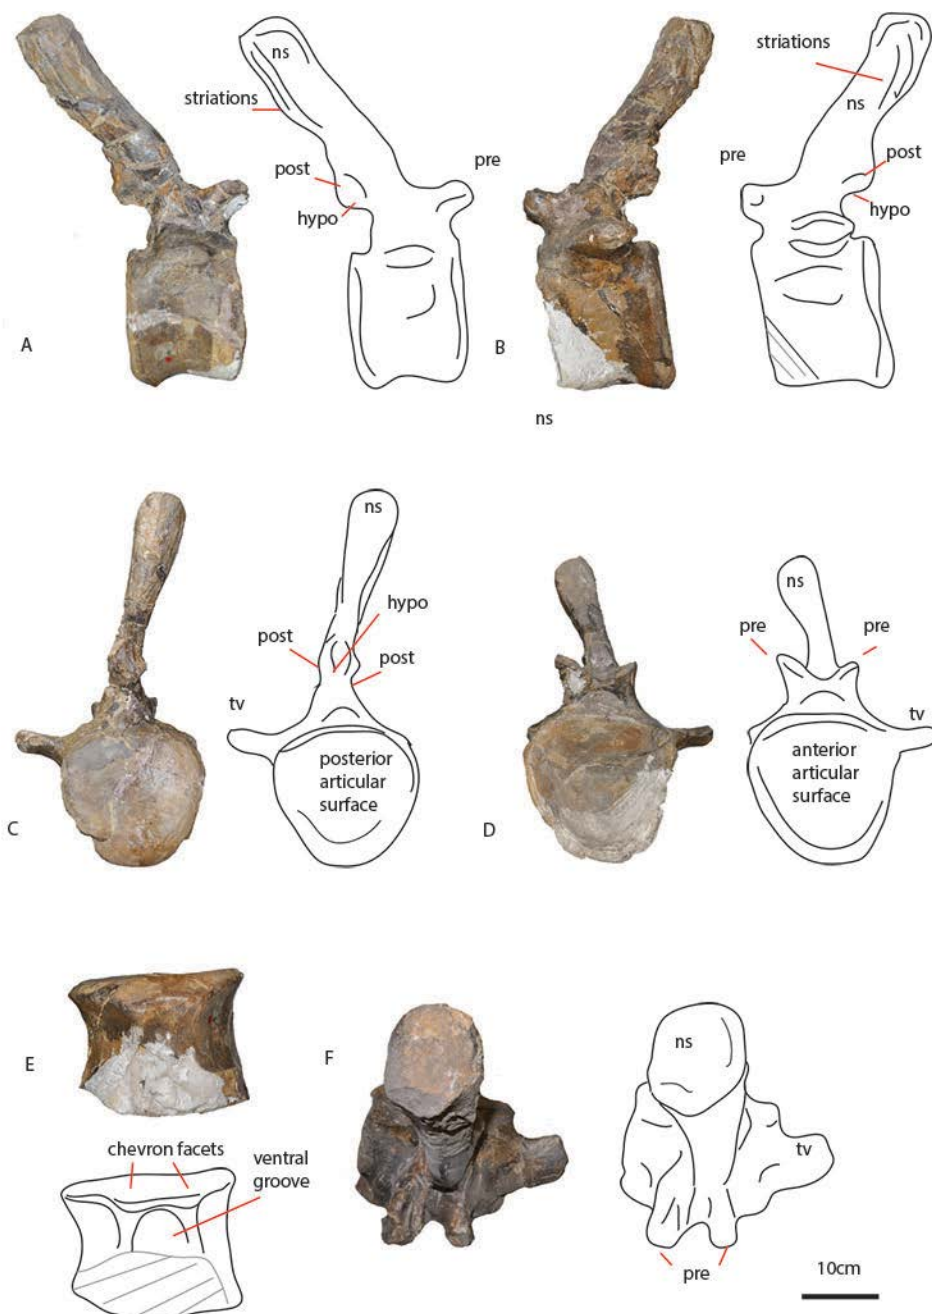 ns
striations
post
hypo
pre
A
striations
ns
pre
post
hypo
B
ns
ns
hypo
post
post
tv
posterior
articular
surface
C
ns
pre
pre
tv
anterior
articular
surface
D
E
chevron facets
ventral
groove
F
ns
tv
pre
10cm